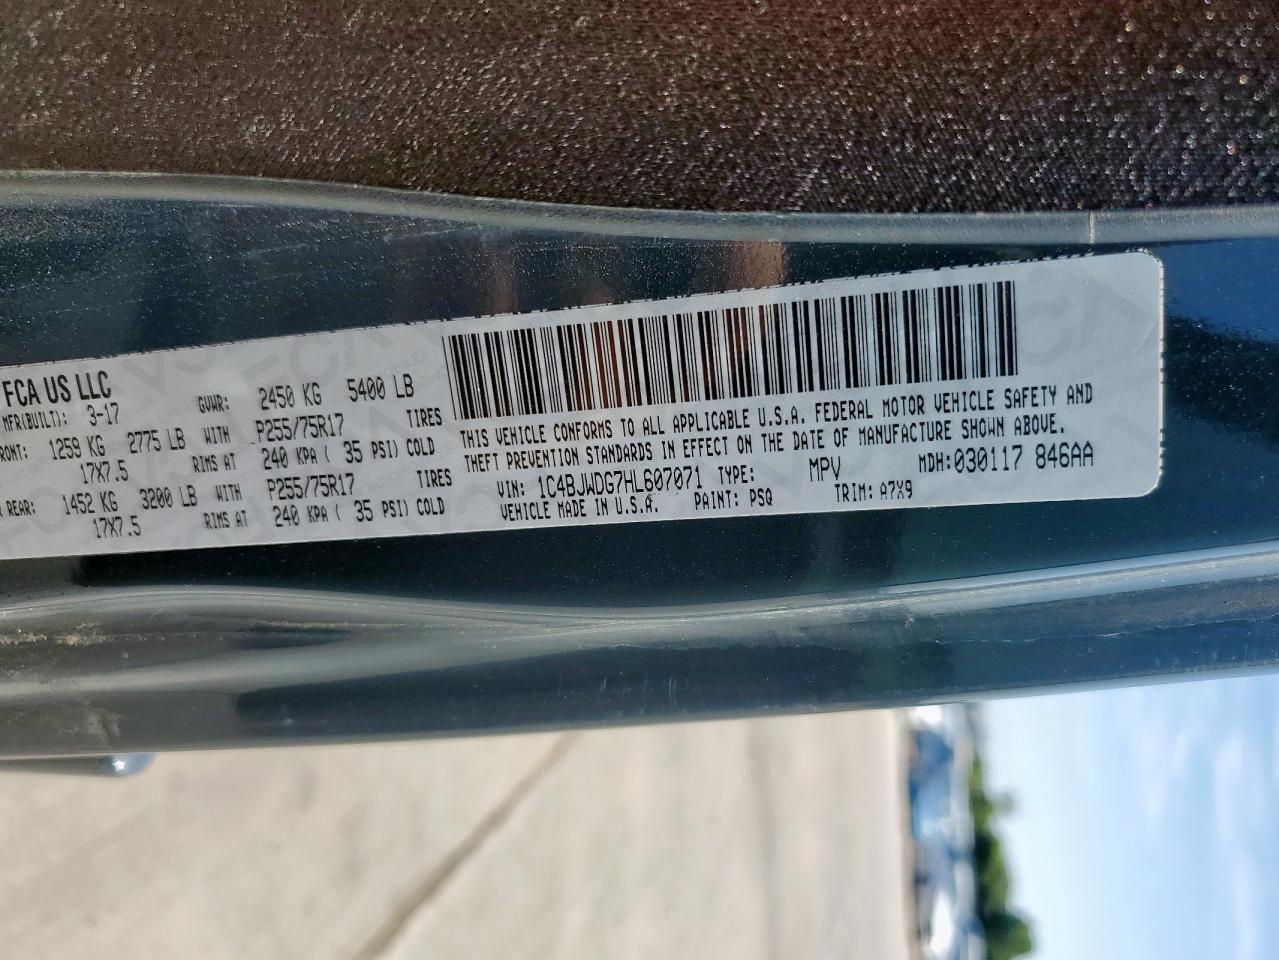 FCA US LLC
MFR(BUILT): 3-17 GVWR: 2450 KG 5400 LB
RONT: 1259 KG 2775 LB WITH P255/75R17 TIRES
17X7.5 RIMS AT 240 KPA ( 35 PSI) COLD
REAR: 1452 KG 3200 LB WITH P255/75R17 TIRES
17X7.5 RIMS AT 240 KPA ( 35 PSI) COLD
THIS VEHICLE CONFORMS TO ALL APPLICABLE U.S.A. FEDERAL MOTOR VEHICLE SAFETY AND
THEFT PREVENTION STANDARDS IN EFFECT ON THE DATE OF MANUFACTURE SHOWN ABOVE.
VIN: 1C4BJWDG7HL607071 TYPE: MPV MDH:030117 846AA
VEHICLE MADE IN U.S.A. PAINT: PSQ TRIM: A7X9